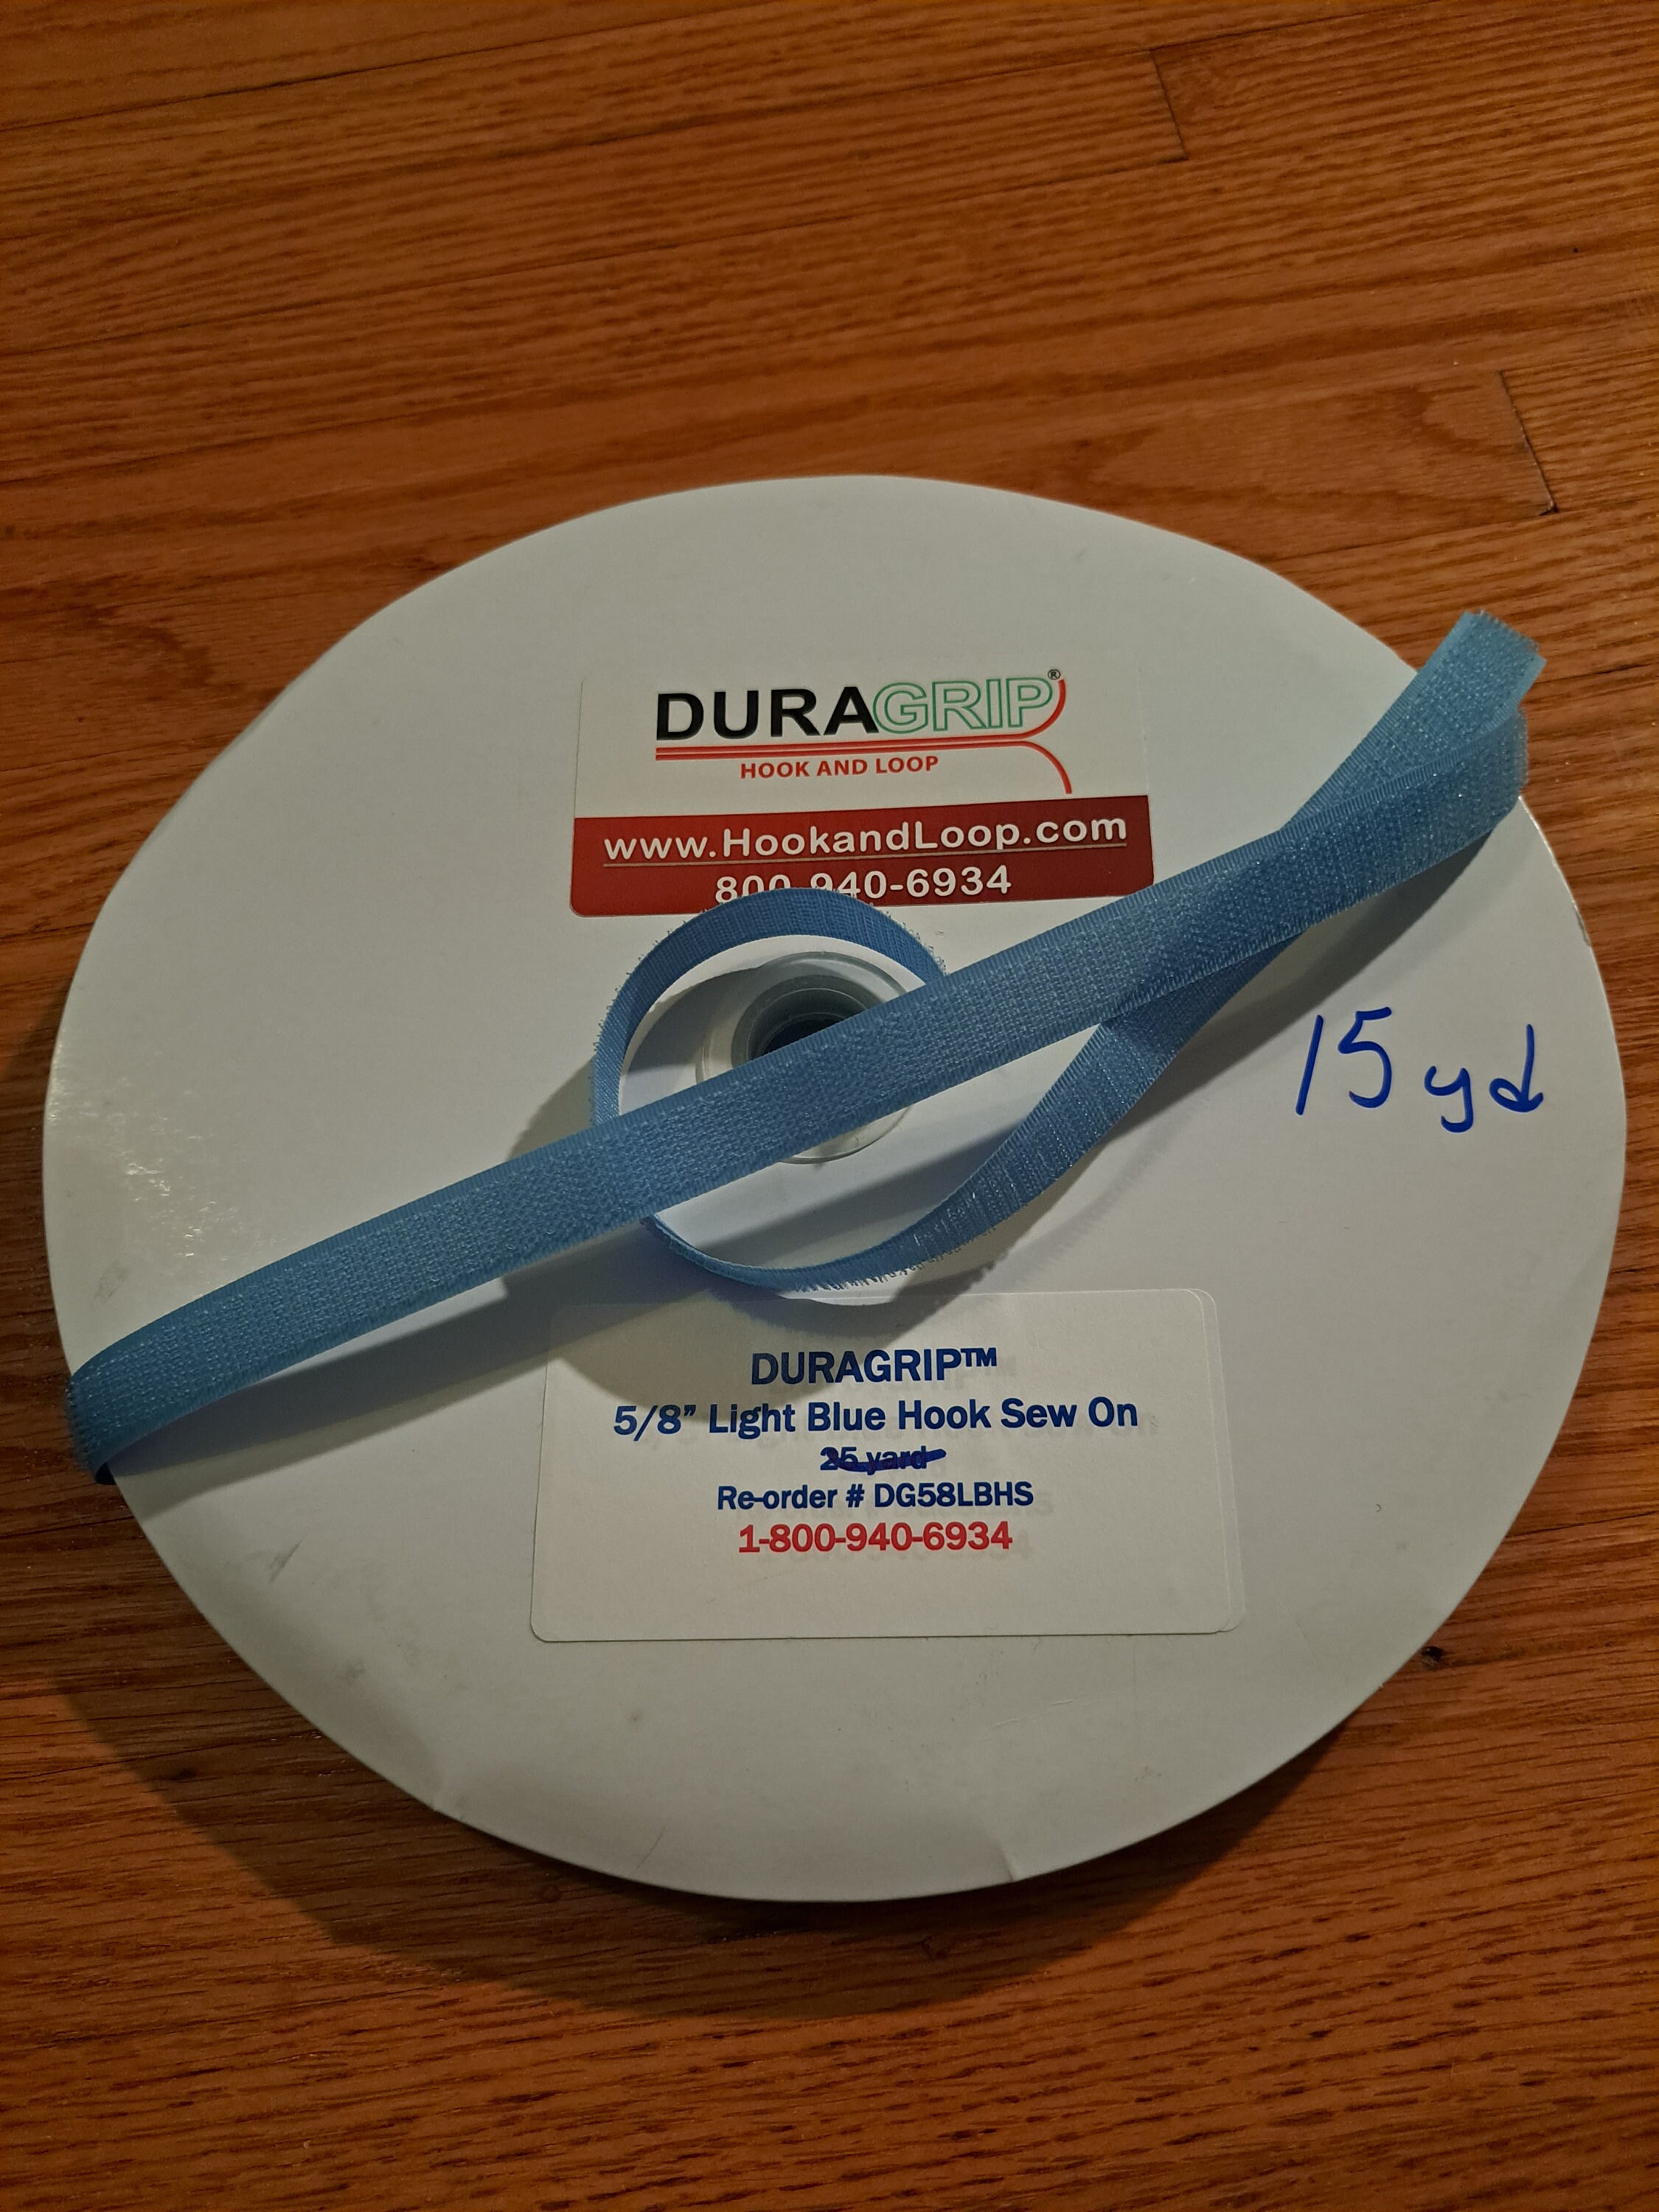 DURAGRIP®
HOOK AND LOOP
www.HookandLoop.com
800-940-6934
15 yd
DURAGRIP™
5/8” Light Blue Hook Sew On
25 yard
Re-order # DG58LBHS
1-800-940-6934